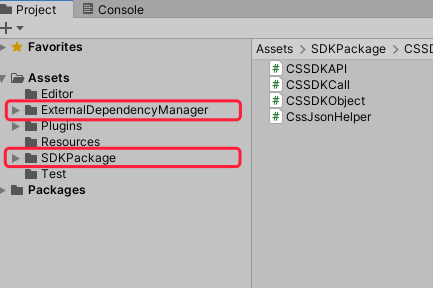 Project
Console
Favorites
Assets
Editor
ExternalDependencyManager
Plugins
Resources
SDKPackage
Test
Packages
Assets > SDKPackage > CSSD
CSSDKAPI
CSSDKCall
CSSDKObject
CssJsonHelper